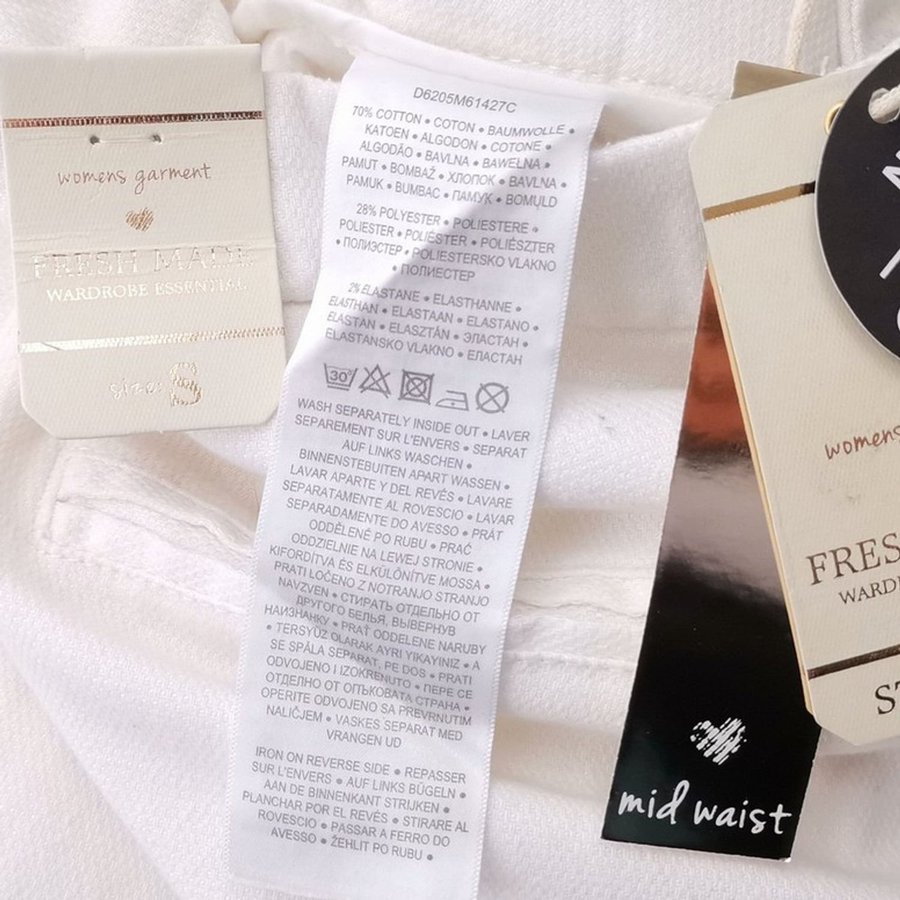 womens garment
FRESH MADE
WARDROBE ESSENTIAL
size: S
D6205M61427C
70% COTTON • COTON • BAUMWOLLE •
KATOEN • ALGODON • COTONE •
ALGODÃO • BAVLNA • BAWEŁNA •
PAMUT • BOMBAŽ • ХЛОПОК • BAVLNA •
PAMUK • BUMBAC • ПАМУК • BOMULD
28% POLYESTER • POLIESTERE •
POLIESTER • POLYESTER • POLIÉSZTER
• ПОЛИЭСТЕР • POLIESTERSKO VLAKNO
• ПОЛИЕСТЕР
2% ELASTANE • ELASTHANNE •
ELASTHAN • ELASTAAN • ELASTANO •
ELASTAN • ELASZTÁN • ЭЛАСТАН •
ELASTANSKO VLAKNO • ЕЛАСТАН
30°
WASH SEPARATELY INSIDE OUT • LAVER
SEPAREMENT SUR L'ENVERS • SEPARAT
AUF LINKS WASCHEN •
BINNENSTEBUITEN APART WASSEN •
LAVAR APARTE Y DEL REVÉS • LAVARE
SEPARATAMENTE AL ROVESCIO • LAVAR
SEPARADAMENTE DO AVESSO • PRÁT
ODDĚLENĚ PO RUBU • PRAĆ
ODDZIELNIE NA LEWEJ STRONIE •
KIFORDÍTVA ÉS ELKÜLÖNÍTVE MOSSA •
PRATI LOČENO Z NOTRANJO STRANJO
NAVZVEN • СТИРАТЬ ОТДЕЛЬНО ОТ
ДРУГОГО БЕЛЬЯ, ВЫВЕРНУВ
НАИЗНАНКУ • PRAŤ ODDELENE NARUBY
• TERSYÜZ OLARAK AYRI YIKAYINIZ • A
SE SPĂLA SEPARAT, PE DOS • PRATI
ODVOJENO I IZOKRENUTO • ПЕРЕ СЕ
ОТДЕЛНО ОТ ОПЪКОВАТА СТРАНА •
OPERITE ODVOJENO SA PREVRNUTIM
NALIČJEM • VASKES SEPARAT MED
VRANGEN UD
IRON ON REVERSE SIDE • REPASSER
SUR L'ENVERS • AUF LINKS BÜGELN •
AAN DE BINNENKANT STRIJKEN •
PLANCHAR POR EL REVÉS • STIRARE AL
ROVESCIO • PASSAR A FERRO DO
AVESSO • ŽEHLIT PO RUBU •
mid waist
womens
FRES
WARD
ST